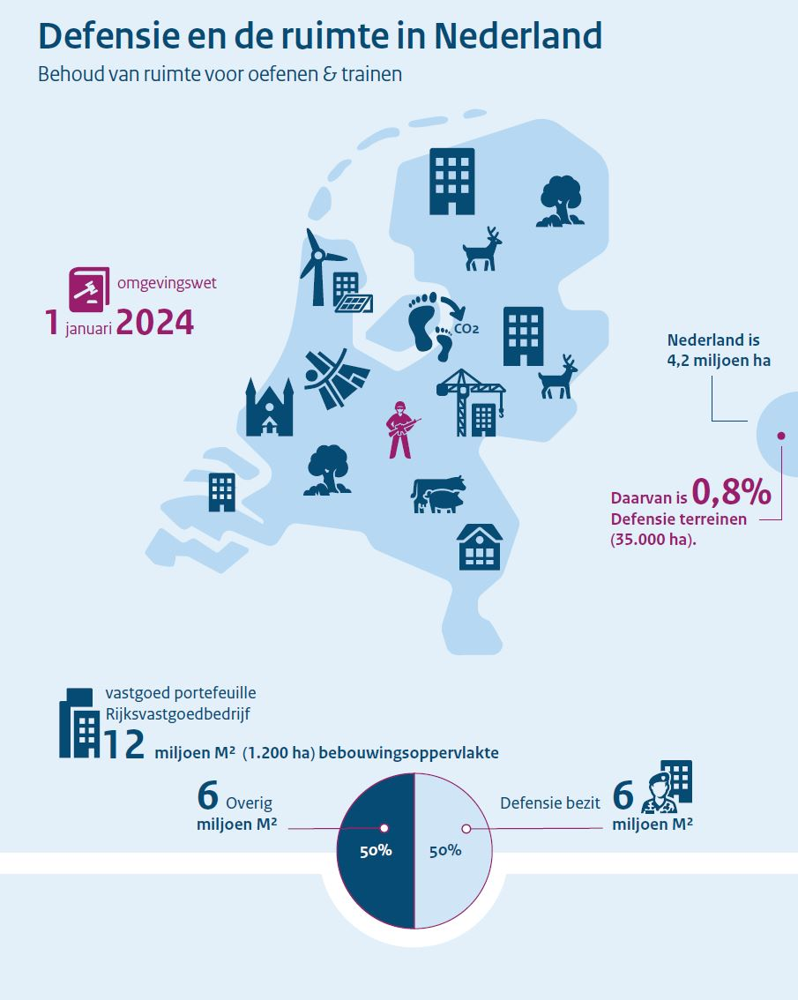 Defensie en de ruimte in Nederland
Behoud van ruimte voor oefenen & trainen
omgevingswet
1 januari 2024
CO2
Nederland is
4,2 miljoen ha
Daarvan is 0,8%
Defensie terreinen
(35.000 ha).
vastgoed portefeuille
Rijksvastgoedbedrijf
12 miljoen M² (1.200 ha) bebouwingsoppervlakte
6 Overig
miljoen M²
Defensie bezit 6
miljoen M²
50%
50%